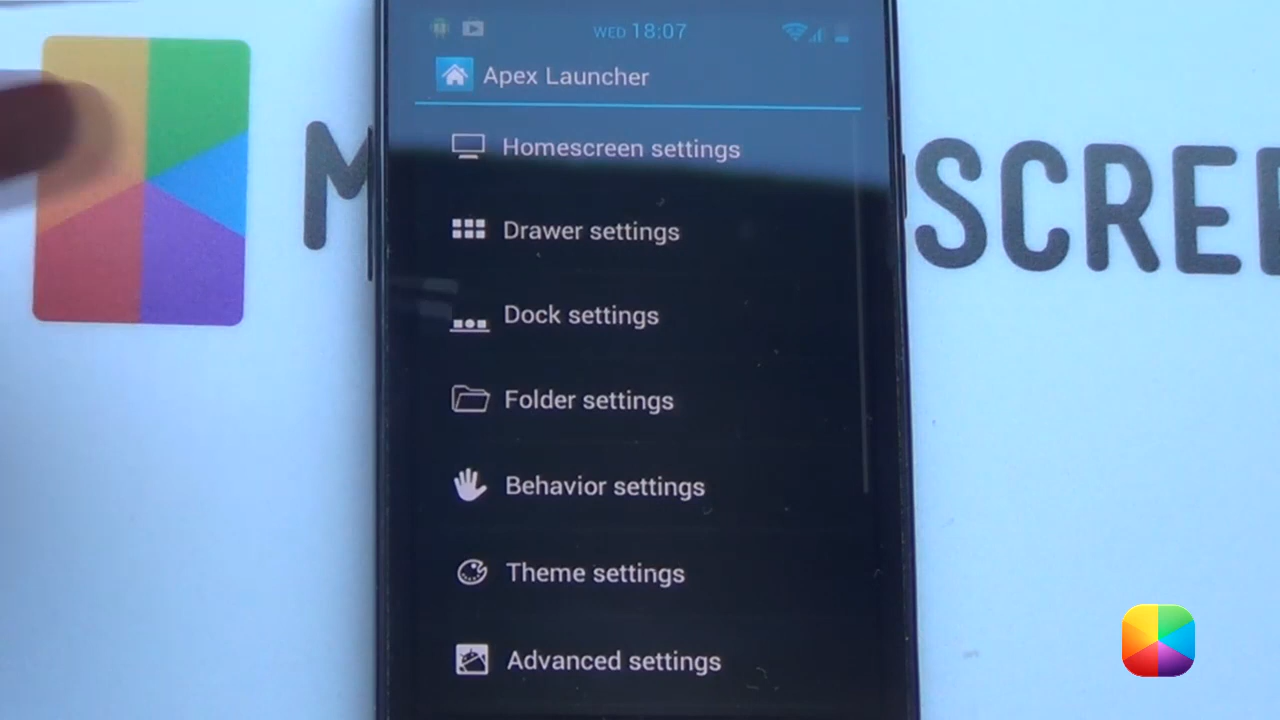 WED 18:07
Apex Launcher
Homescreen settings
M SCREE
Drawer settings
Dock settings
Folder settings
Behavior settings
Theme settings
Advanced settings